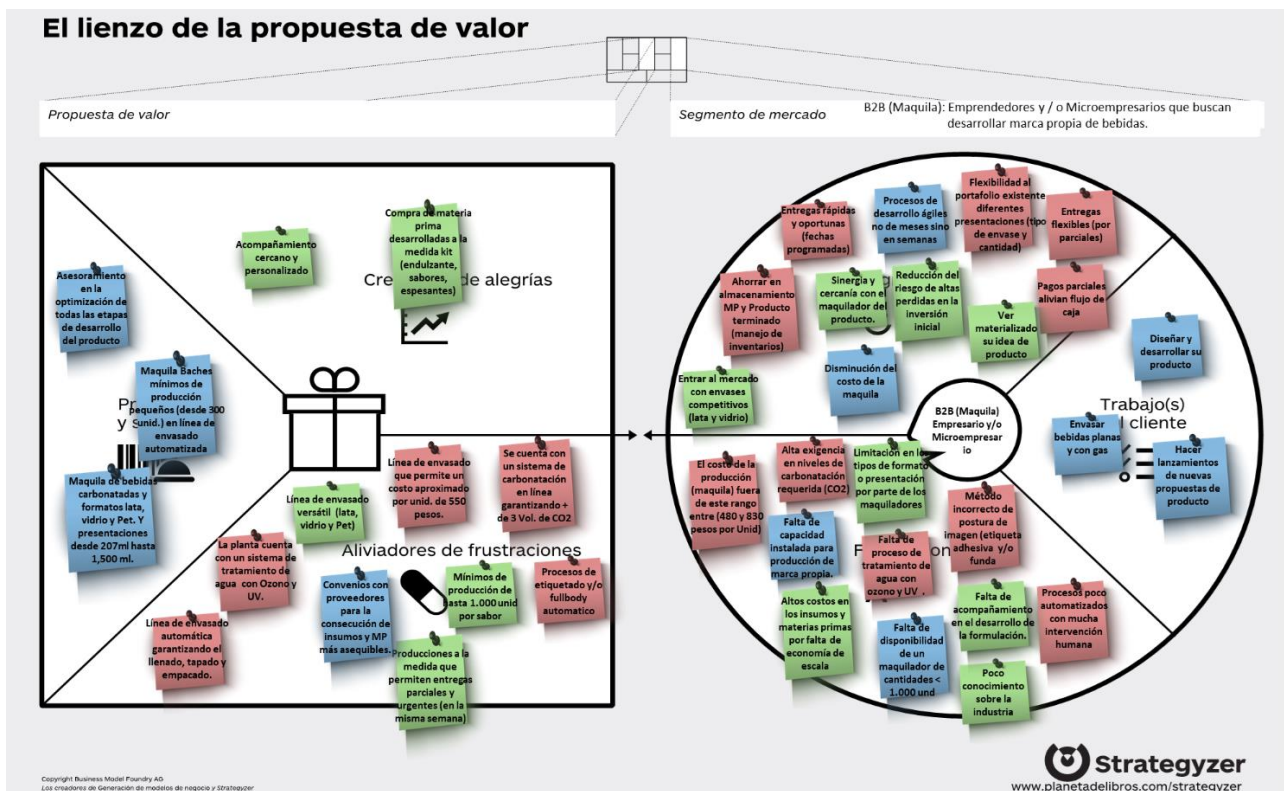 El lienzo de la propuesta de valor
Propuesta de valor
Segmento de mercado
B2B (Maquila): Emprendedores y / o Microempresarios que buscan
desarrollar marca propia de bebidas.
Asesoramiento
en la
optimización de
todas las etapas
de desarrollo
del producto
Maquila Baches
mínimos de
producción
pequeños (desde 300
unid.) en línea de
envasado
automatizada
Maquila de bebidas
carbonatadas y
formatos lata,
vidrio y Pet. Y
presentaciones
desde 207ml hasta
1,500 ml.
Acompañamiento
cercano y
personalizado
Compra de materia
prima
desarrolladas a la
medida kit
(endulzante,
sabores,
espesantes)
de alegrías
Línea de envasado
versátil (lata,
vidrio y Pet)
Línea de envasado
que permite un
costo aproximado
por unid. de 550
pesos.
Se cuenta con
un sistema de
carbonatación en
línea
garantizando +
de 3 Vol. de CO2
La planta cuenta
con un sistema de
tratamiento de
agua con Ozono y
UV.
Aliviadores de frustraciones
Línea de envasado
automática
garantizando el
llenado, tapado y
empacado.
Convenios con
proveedores
para la
consecución de
insumos y MP
más asequibles.
Mínimos de
producción de
hasta 1.000 unid
por sabor
Procesos de
etiquetado y/o
fullbody
automatico
Producciones a la
medida que
permiten entregas
parciales y
urgentes (en la
misma semana)
Entregas rápidas
y oportunas
(fechas
programadas)
Procesos de
desarrollo ágiles
no de meses sino
en semanas
Flexibilidad al
portafolio existente
diferentes
presentaciones (tipo
de envase y
cantidad)
Entregas
flexibles (por
parciales)
Ahorrar en
almacenamiento
MP y Producto
terminado
(manejo de
inventarios)
Sinergia y
cercanía con el
maquilador del
producto.
Reducción del
riesgo de altas
perdidas en la
inversión
inicial
Ver
materializado
su idea de
producto
Pagos parciales
alivian flujo de
caja
Entrar al mercado
con envases
competitivos
(lata y vidrio)
Disminución del
costo de la
maquila
B2B (Maquila)
Empresario y/o
Microempresar
io
Diseñar y
desarrollar su
producto
Trabajo(s)
l cliente
Envasar
bebidas planas
y con gas
Hacer
lanzamientos
de nuevas
propuestas de
producto
El costo de la
producción
(maquila) fuera
de este rango
entre (480 y 830
pesos por Unid)
Alta exigencia
en niveles de
carbonatación
requerida (CO2)
Limitación en los
tipos de formato
o presentación
por parte de los
maquiladores
Método
incorrecto de
postura de
imagen (etiqueta
adhesiva y/o
funda
Falta de
capacidad
instalada para
producción de
marca propia.
Falta de
proceso de
tratamiento de
agua con
ozono y UV .
Altos costos en
los insumos y
materias primas
por falta de
economía de
escala
Falta de
disponibilidad
de un
maquilador de
cantidades <
1.000 und
Falta de
acompañamiento
en el desarrollo de
la formulación.
Procesos poco
automatizados
con mucha
intervención
humana
Poco
conocimiento
sobre la
industria
Copyright Business Model Foundry AG
Los creadores de Generación de modelos de negocio y Strategyzer
Strategyzer
www.planetadelibros.com/strategyzer